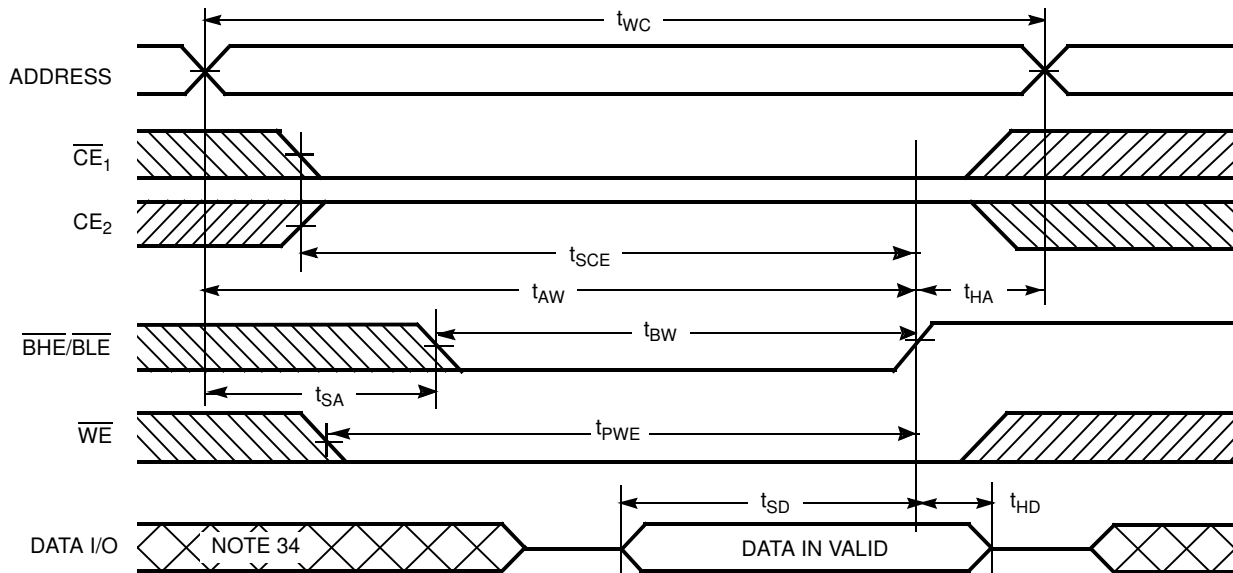 tWC
ADDRESS
CE1
CE2
tSCE
tAW
tHA
tBW
BHE/BLE
tSA
WE
tPWE
tSD
tHD
DATA I/O
NOTE 34
DATA IN VALID